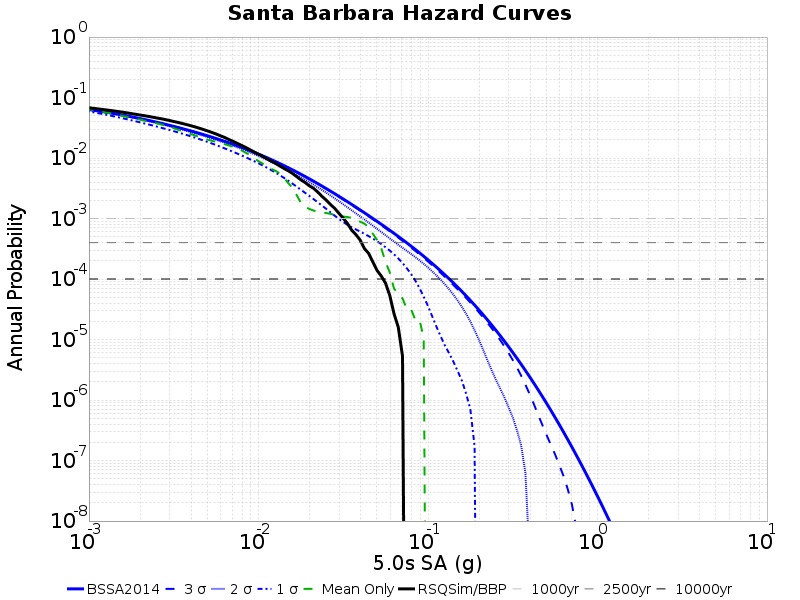 Santa Barbara Hazard Curves
10^0
10^-1
10^-2
10^-3
10^-4
10^-5
10^-6
10^-7
10^-8
Annual Probability
10^-3 10^-2 10^-1 10^0 10^1
5.0s SA (g)
BSSA2014 3 σ 2 σ 1 σ Mean Only RSQSim/BBP 1000yr 2500yr 10000yr